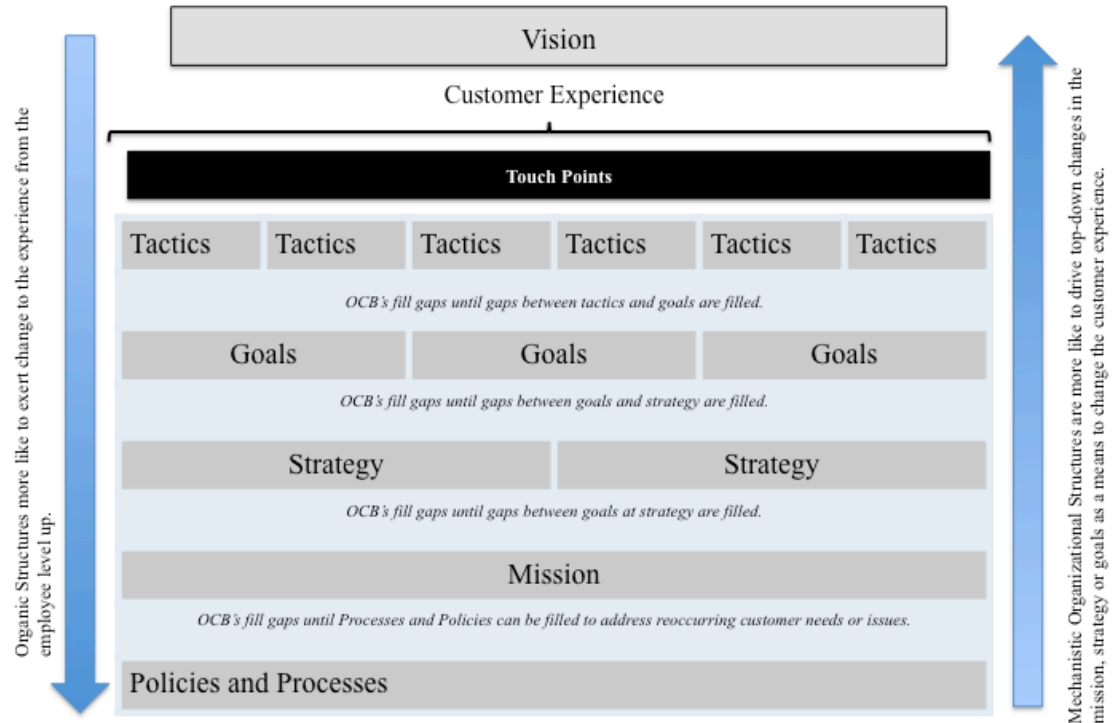 Vision
Customer Experience
Touch Points
Tactics
Tactics
Tactics
Tactics
Tactics
Tactics
OCB's fill gaps until gaps between tactics and goals are filled.
Goals
Goals
Goals
OCB's fill gaps until gaps between goals and strategy are filled.
Strategy
Strategy
OCB's fill gaps until gaps between goals at strategy are filled.
Mission
OCB's fill gaps until Processes and Policies can be filled to address reoccurring customer needs or issues.
Policies and Processes
Organic Structures more like to exert change to the experience from the
employee level up.
Mechanistic Organizational Structures are more like to drive top-down changes in the
mission, strategy or goals as a means to change the customer experience.